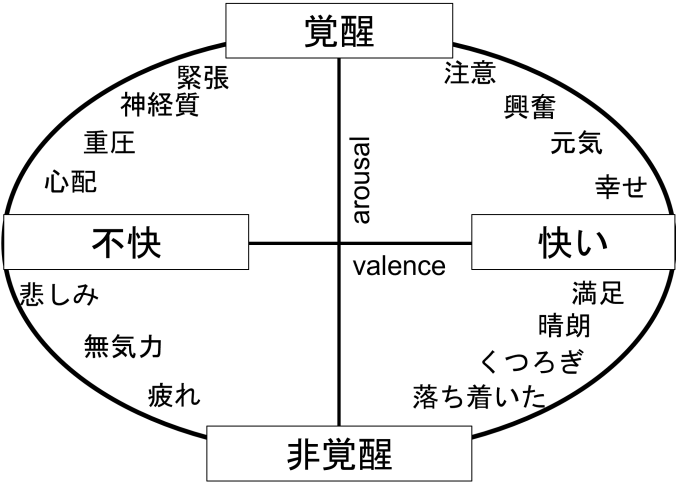 覚醒
緊張
注意
神経質
興奮
重圧
元気
心配
幸せ
arousal
不快
快い
valence
悲しみ
満足
晴朗
無気力
くつろぎ
疲れ
落ち着いた
非覚醒